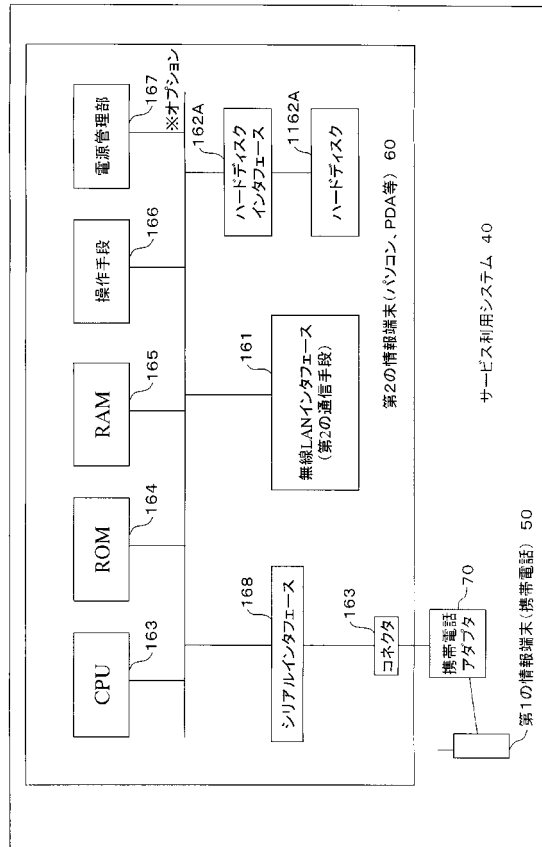 CPU
163
ROM
164
RAM
165
操作手段
166
電源管理部
167
※オプション
シリアルインタフェース
168
無線LANインタフェース
(第2の通信手段)
161
ハードディスク
インタフェース
162A
ハードディスク
1162A
コネクタ
163
第2の情報端末(パソコン、PDA等) 60
携帯電話
アダプタ
70
第1の情報端末(携帯電話) 50
サービス利用システム 40